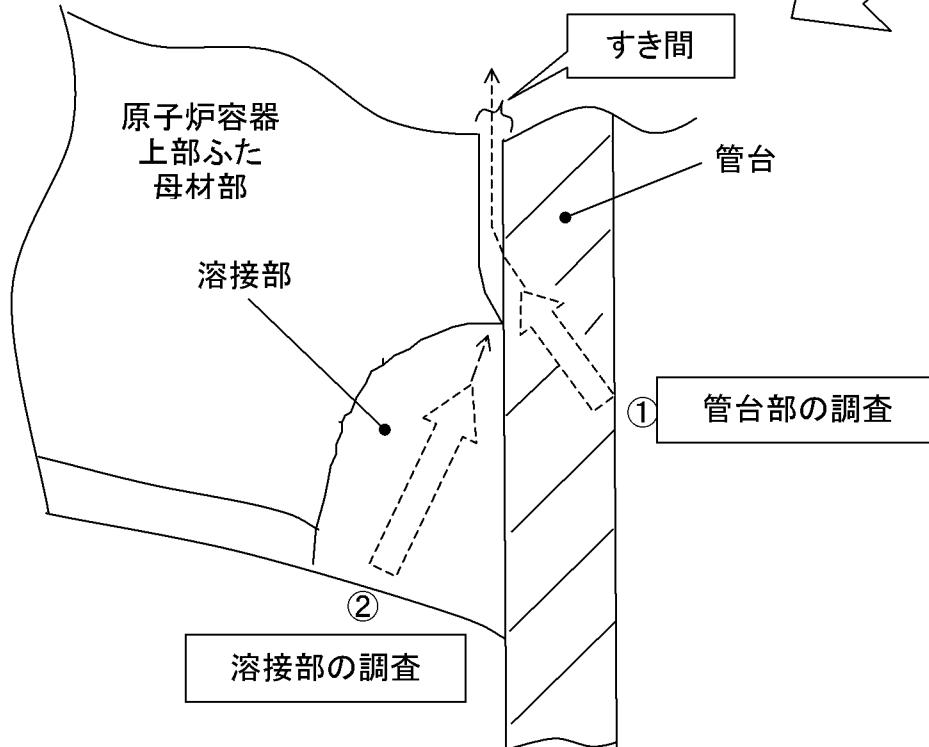 すき間
原子炉容器
上部ふた
母材部
管台
溶接部
① 管台部の調査
②
溶接部の調査